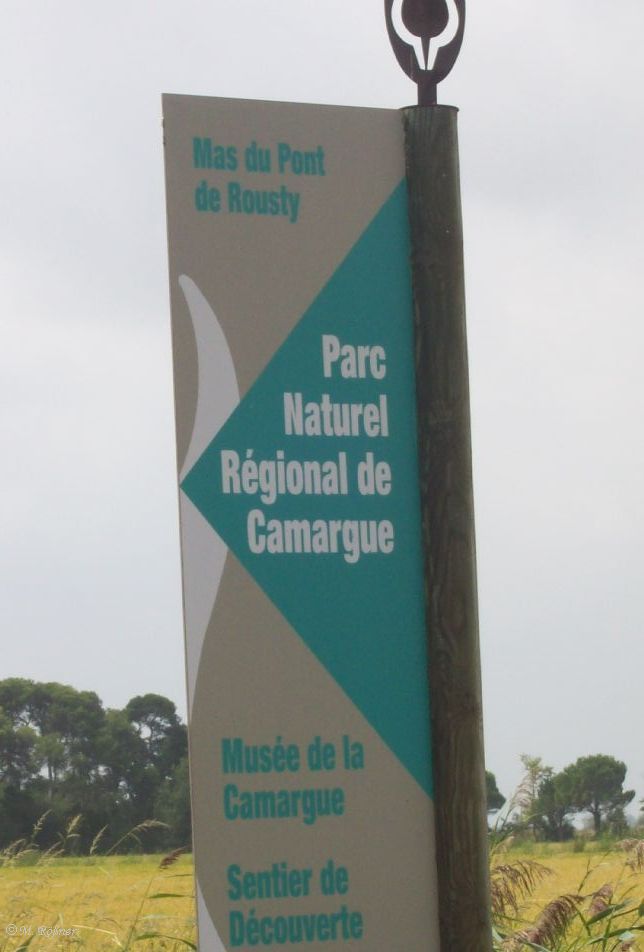 Mas du Pont
de Rousty
Parc
Naturel
Régional de
Camargue
Musée de la
Camargue
Sentier de
Découverte